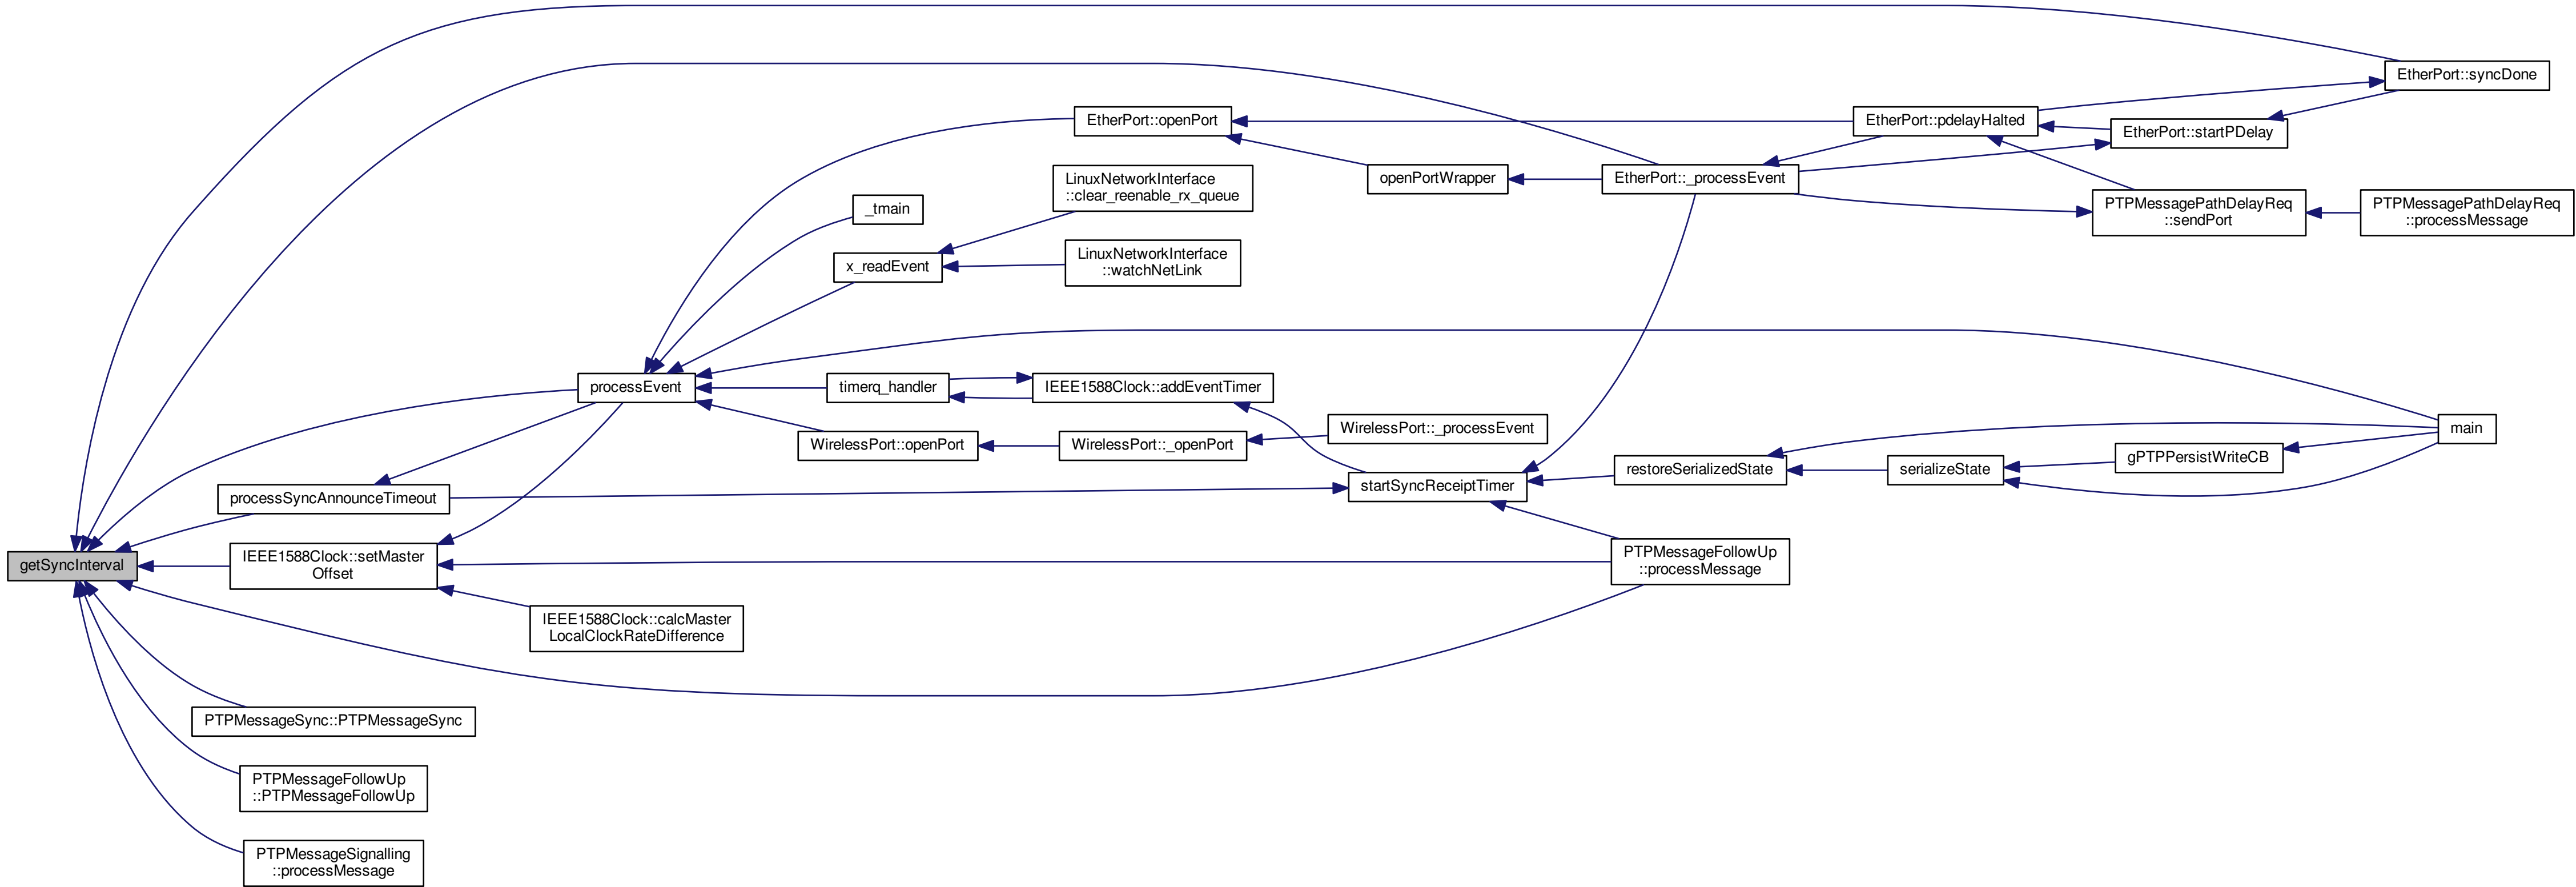 EtherPort::syncDone
EtherPort::openPort
EtherPort::pdelayHalted
EtherPort::startPDelay
LinuxNetworkInterface
::clear_reenable_rx_queue
openPortWrapper
EtherPort::_processEvent
_tmain
PTPMessagePathDelayReq
::sendPort
PTPMessagePathDelayReq
::processMessage
x_readEvent
LinuxNetworkInterface
::watchNetLink
processEvent
timerq_handler
IEEE1588Clock::addEventTimer
WirelessPort::openPort
WirelessPort::_openPort
WirelessPort::_processEvent
main
processSyncAnnounceTimeout
startSyncReceiptTimer
restoreSerializedState
serializeState
gPTPPersistWriteCB
getSyncInterval
IEEE1588Clock::setMaster
Offset
PTPMessageFollowUp
::processMessage
IEEE1588Clock::calcMaster
LocalClockRateDifference
PTPMessageSync::PTPMessageSync
PTPMessageFollowUp
::PTPMessageFollowUp
PTPMessageSignalling
::processMessage